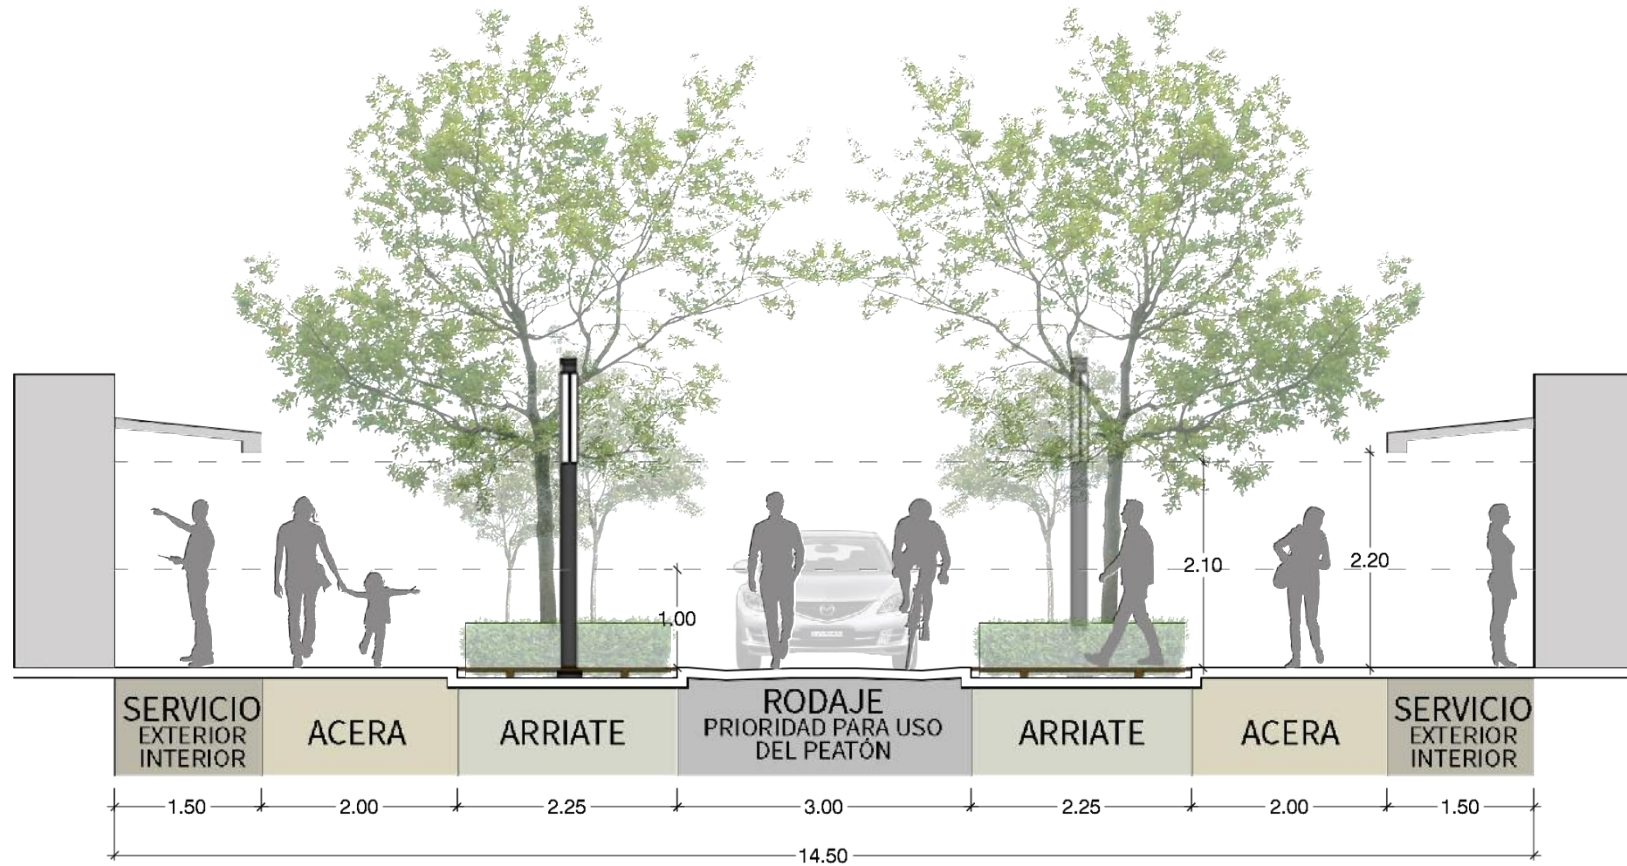 1.00
2.10
2.20
SERVICIO
EXTERIOR
INTERIOR
ACERA
ARRIATE
RODAJE
PRIORIDAD PARA USO
DEL PEATÓN
ARRIATE
ACERA
SERVICIO
EXTERIOR
INTERIOR
1.50
2.00
2.25
3.00
2.25
2.00
1.50
14.50